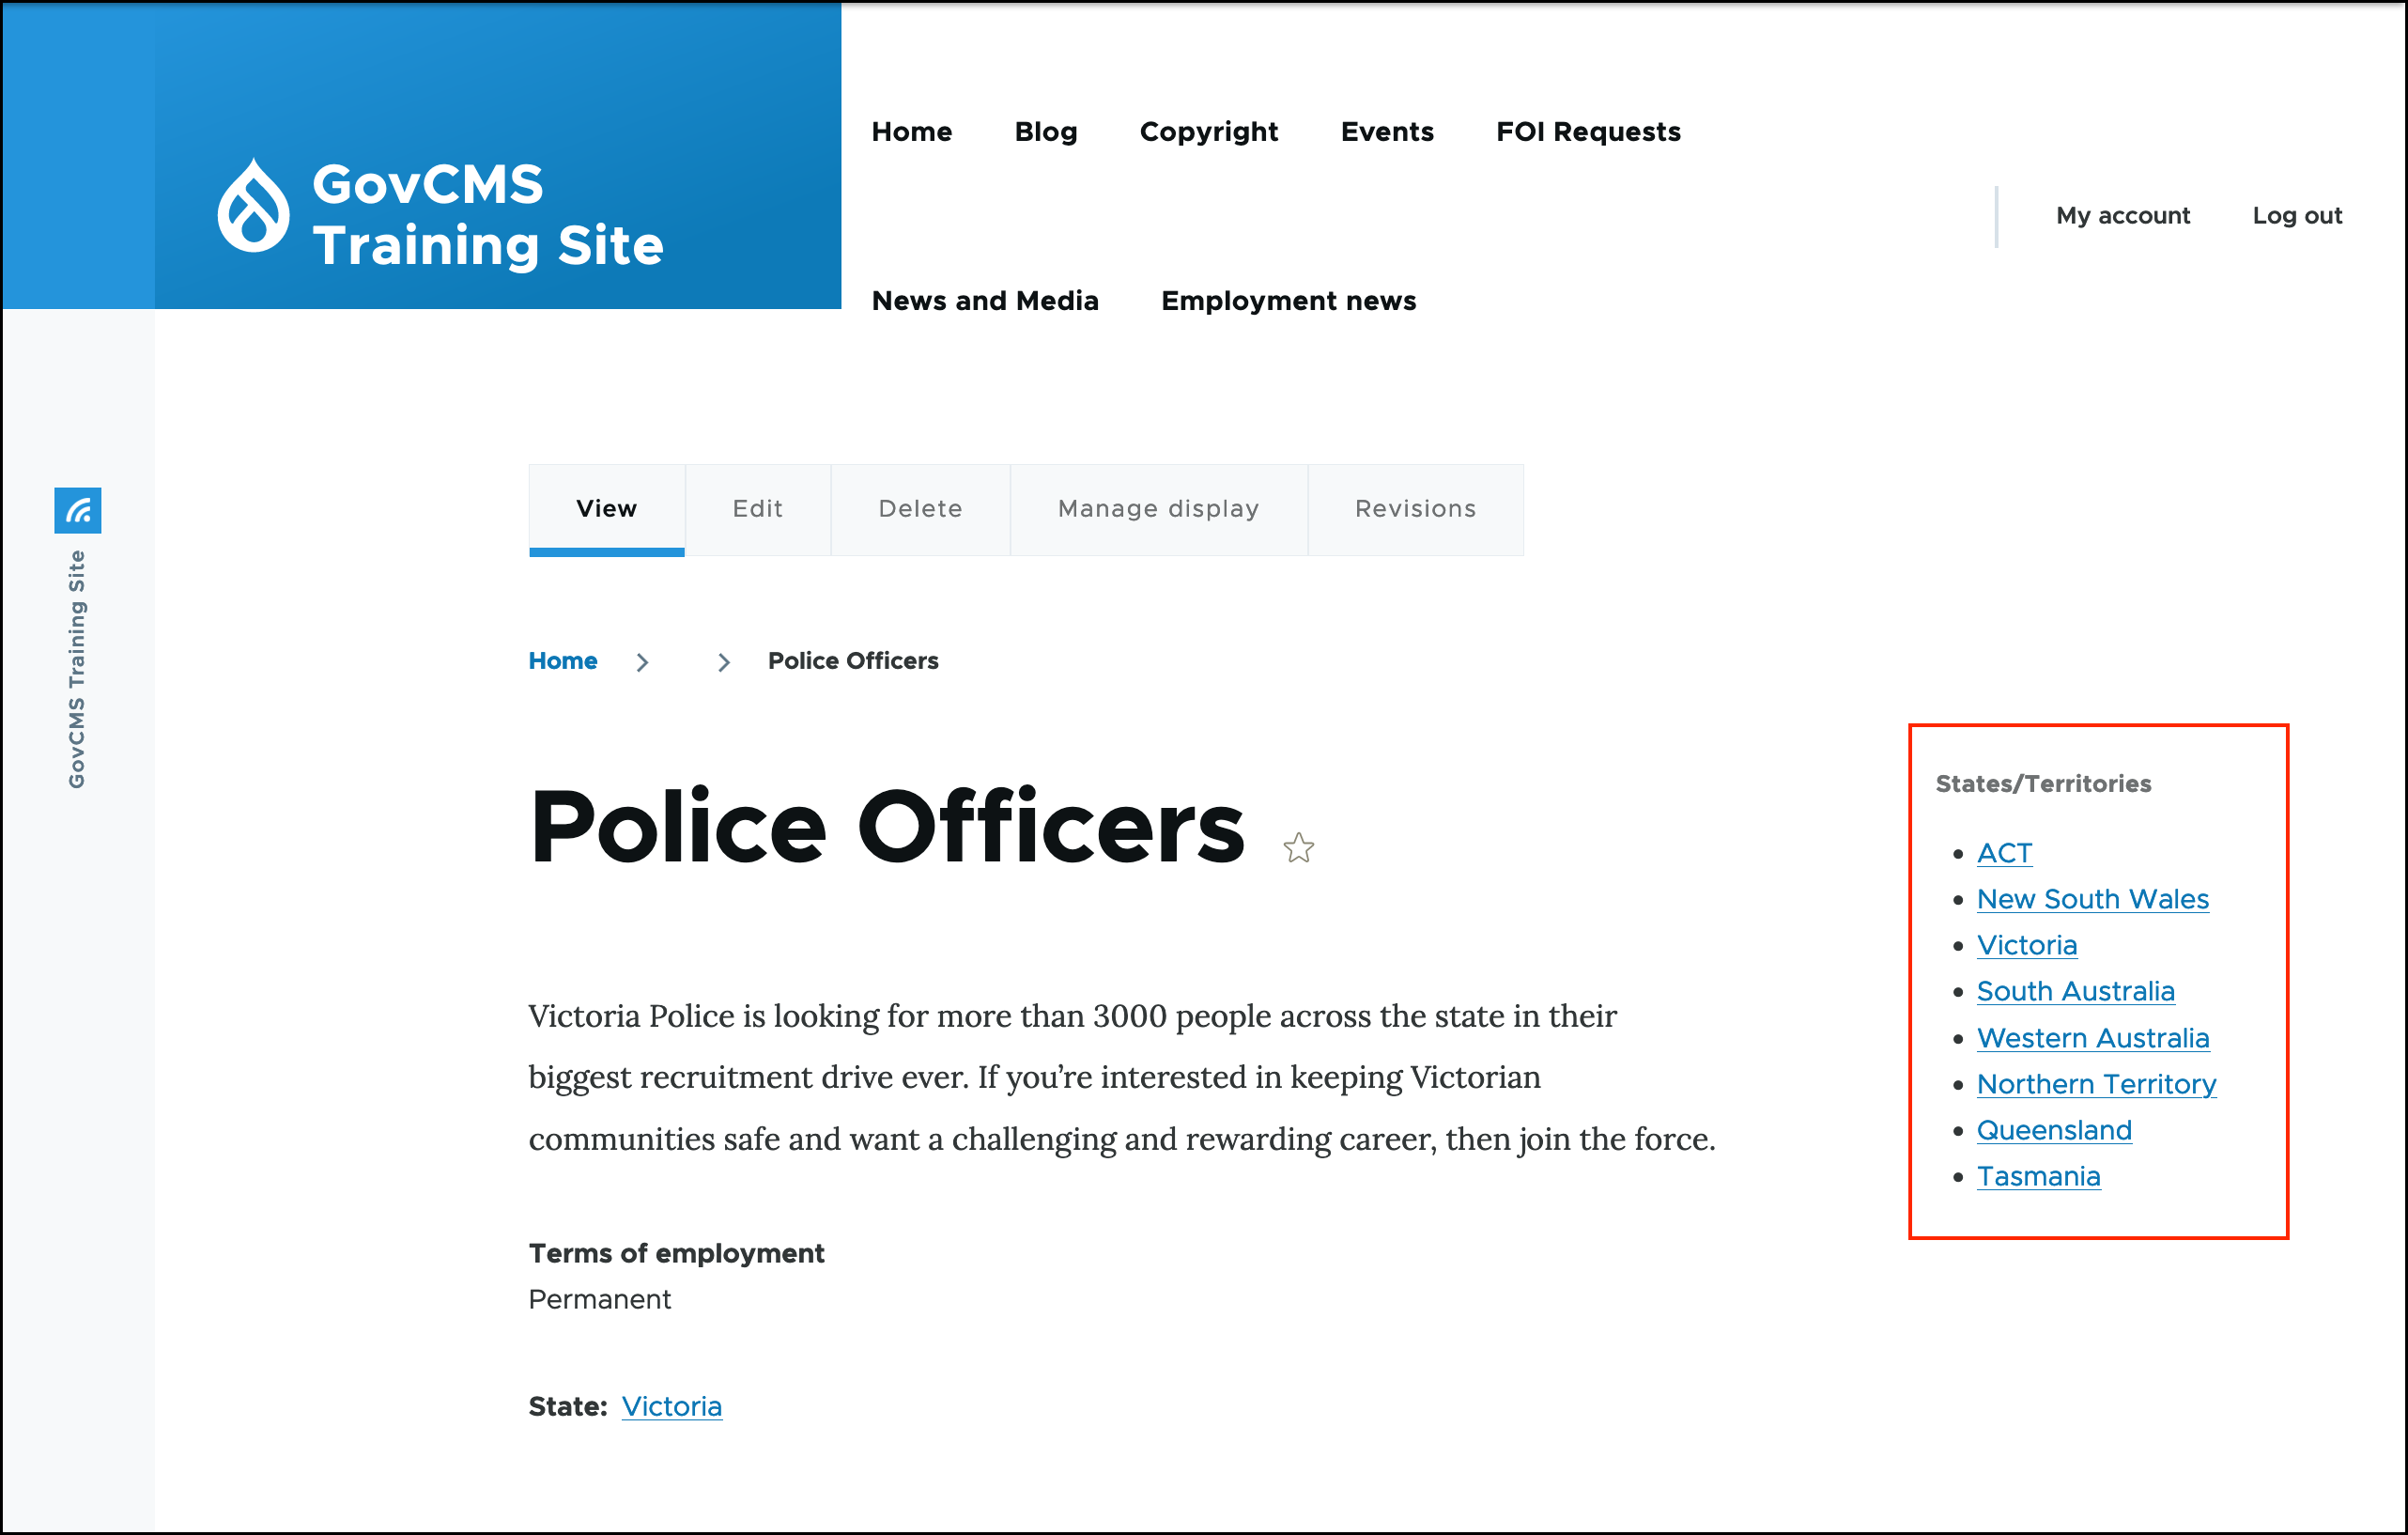 GovCMS
Training Site
Home Blog Copyright Events FOI Requests
My account Log out
News and Media Employment news
View Edit Delete Manage display Revisions
GovCMS Training Site
Home > > Police Officers
Police Officers
Victoria Police is looking for more than 3000 people across the state in their
biggest recruitment drive ever. If you’re interested in keeping Victorian
communities safe and want a challenging and rewarding career, then join the force.
Terms of employment
Permanent
State: Victoria
States/Territories
ACT
New South Wales
Victoria
South Australia
Western Australia
Northern Territory
Queensland
Tasmania